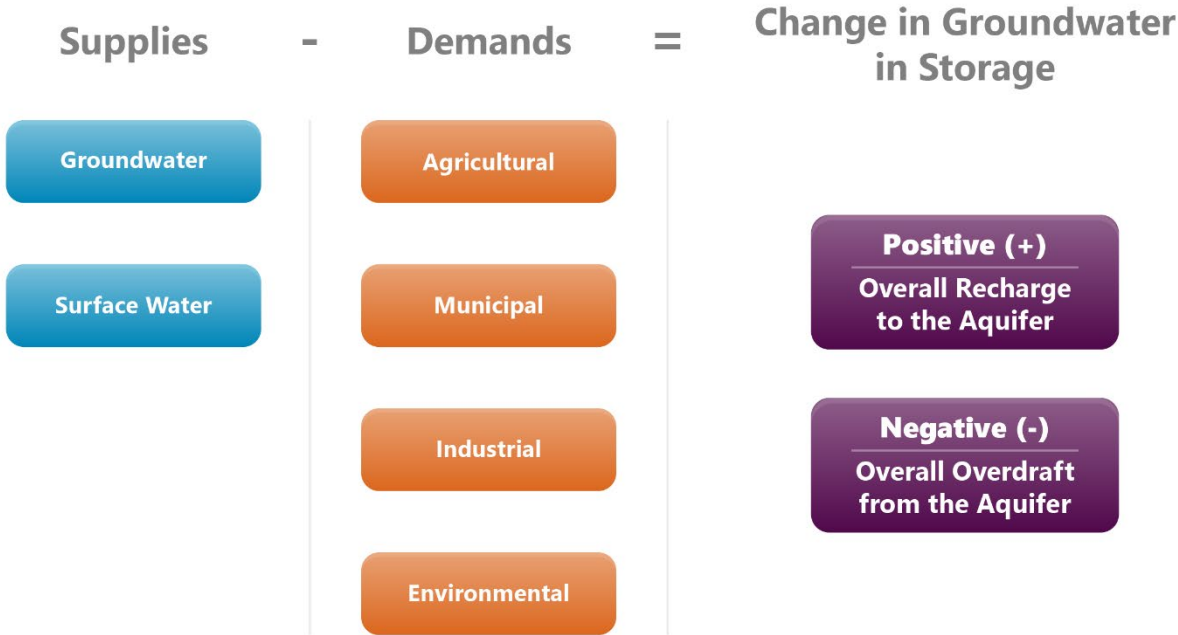 Supplies - Demands = Change in Groundwater
in Storage
Groundwater
Surface Water
Agricultural
Municipal
Industrial
Environmental
Positive (+)
Overall Recharge
to the Aquifer
Negative (-)
Overall Overdraft
from the Aquifer